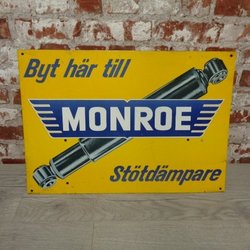 Byt här till
MONROE
Stötdämpare